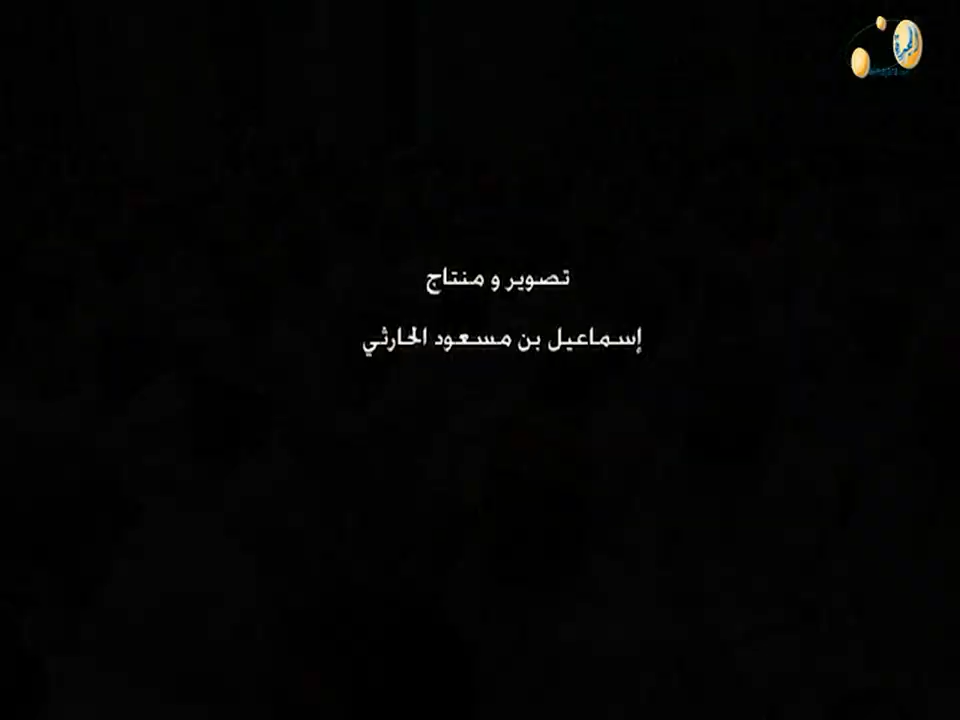 تصوير و منتاج
إسماعيل بن مسعود الحارثي